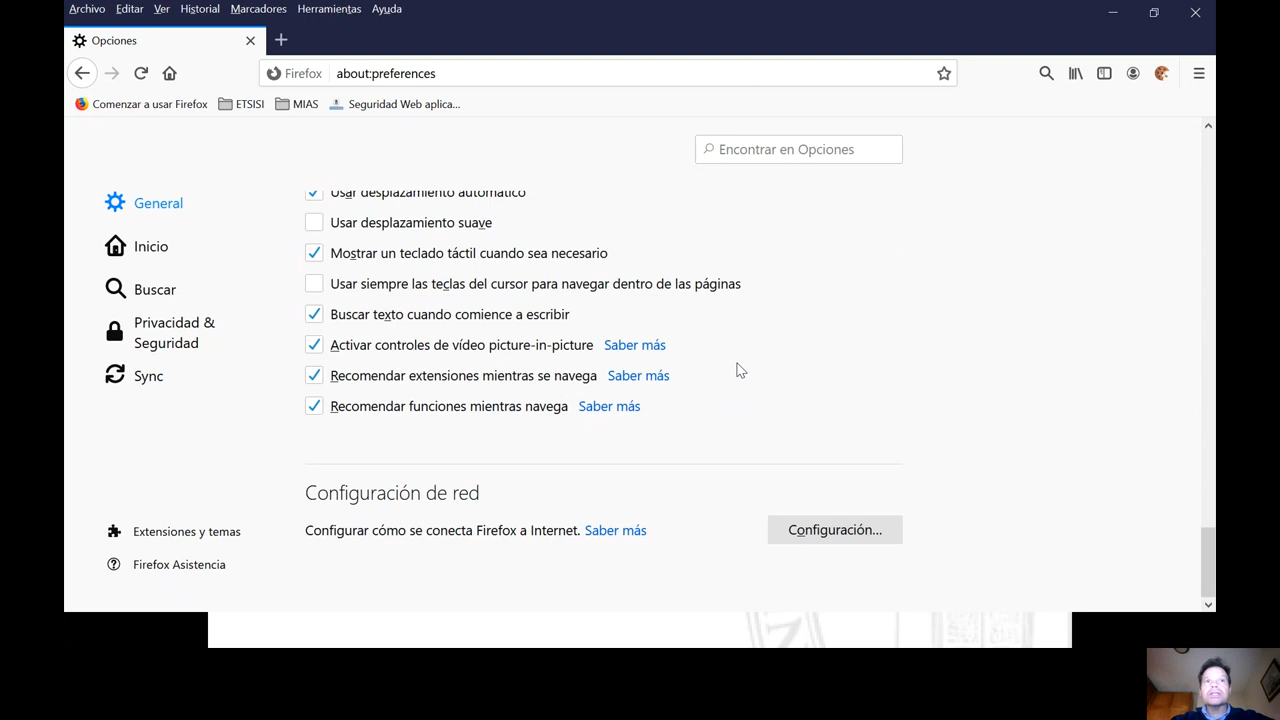 Archivo Editar Ver Historial Marcadores Herramientas Ayuda
Opciones
Firefox about:preferences
Comenzar a usar Firefox ETSISI MIAS Seguridad Web aplica...
Encontrar en Opciones
General
Inicio
Buscar
Privacidad &
Seguridad
Sync
Extensiones y temas
Firefox Asistencia
Usar desplazamiento automático
Usar desplazamiento suave
Mostrar un teclado táctil cuando sea necesario
Usar siempre las teclas del cursor para navegar dentro de las páginas
Buscar texto cuando comience a escribir
Activar controles de vídeo picture-in-picture Saber más
Recomendar extensiones mientras se navega Saber más
Recomendar funciones mientras navega Saber más
Configuración de red
Configurar cómo se conecta Firefox a Internet. Saber más Configuración...